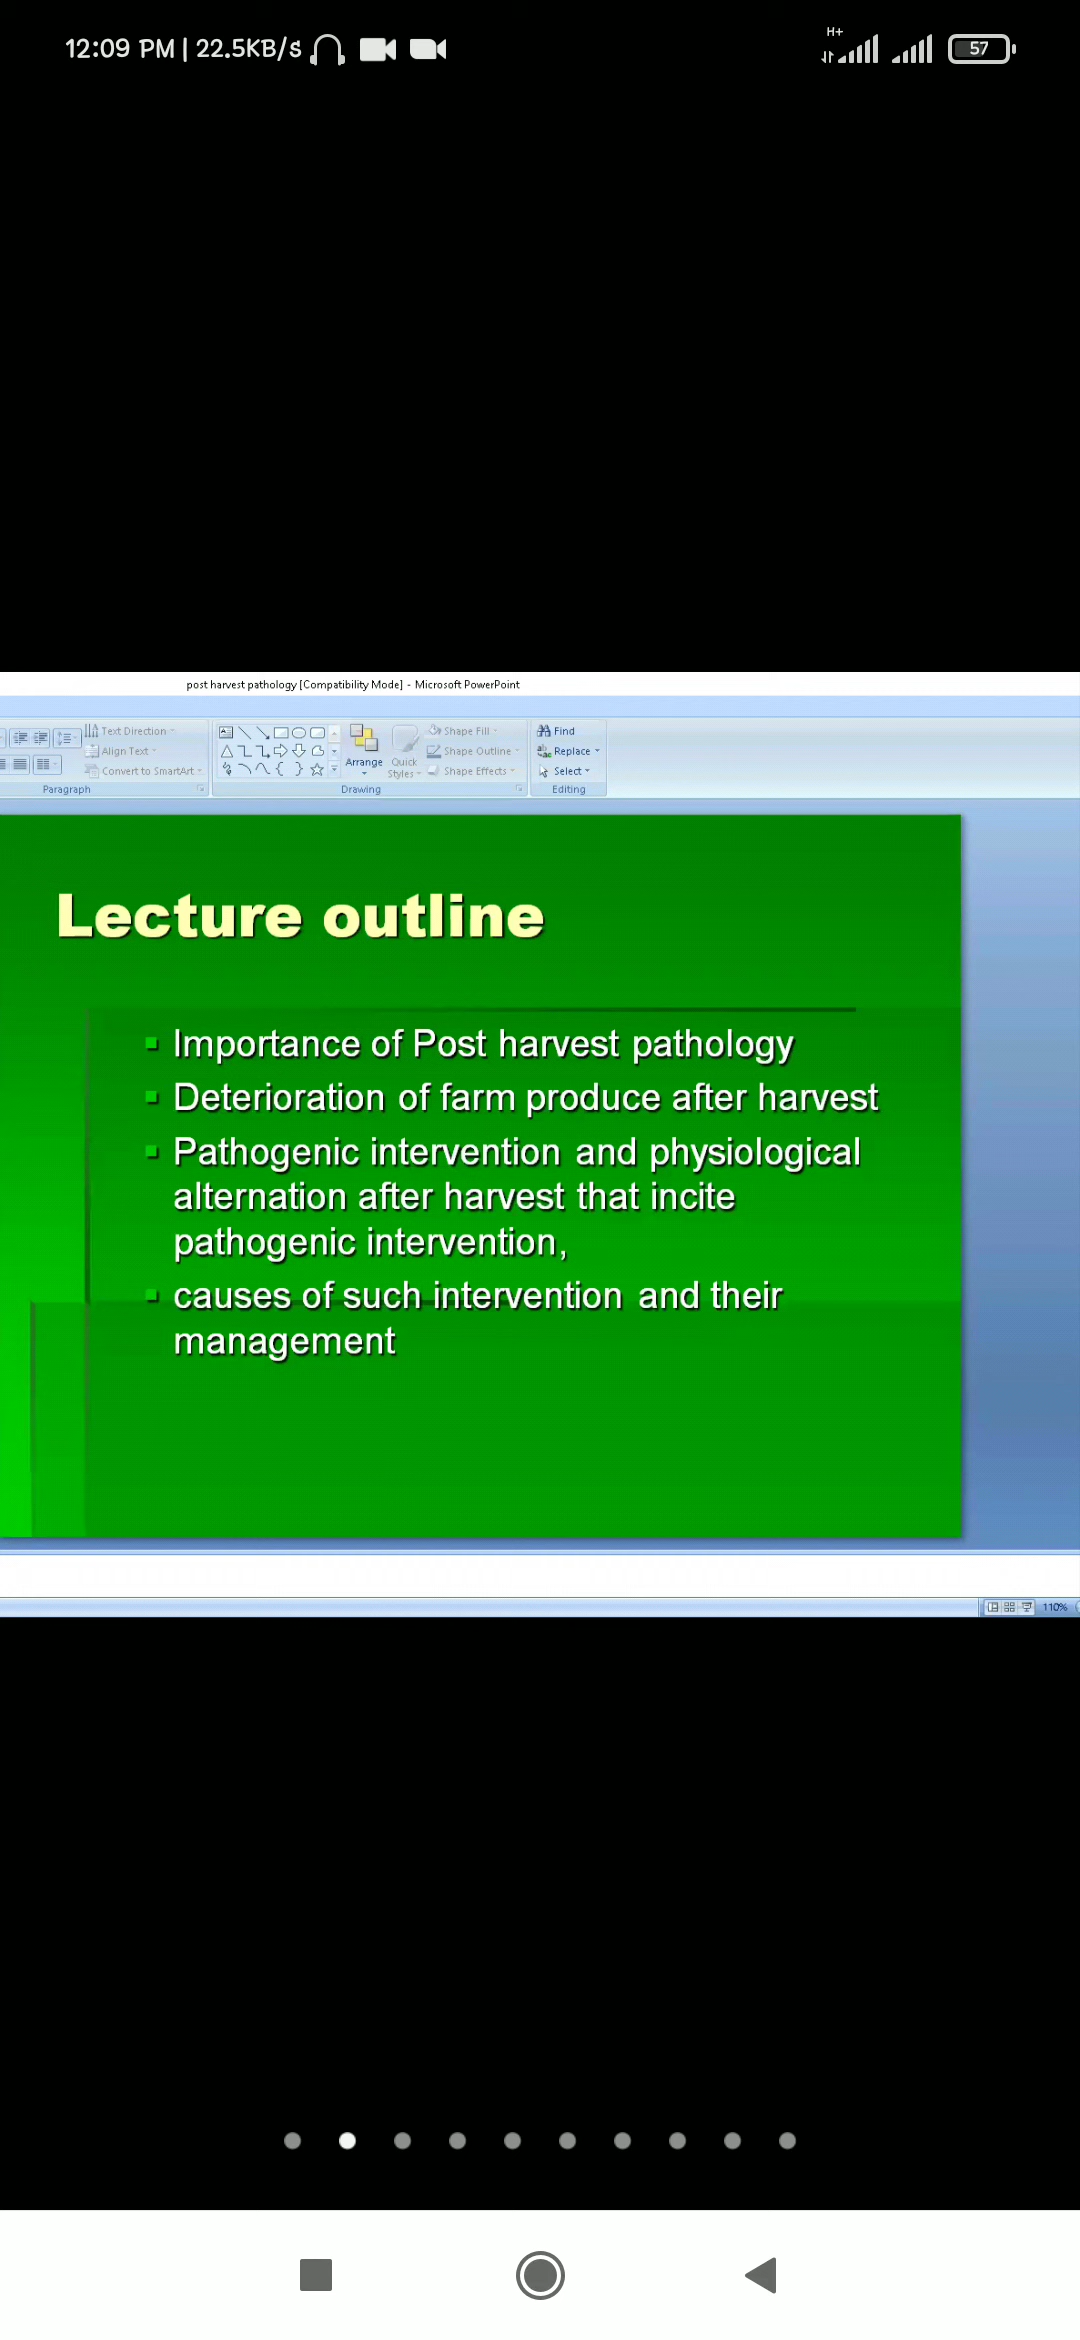 12:09 PM | 22.5KB/s
H+
57
post harvest pathology [Compatibility Mode] - Microsoft PowerPoint
Text Direction
Align Text
Convert to SmartArt
Paragraph
Arrange
Quick
Styles
Shape Fill
Shape Outline
Shape Effects
Drawing
Find
Replace
Select
Editing
Lecture outline
Importance of Post harvest pathology
Deterioration of farm produce after harvest
Pathogenic intervention and physiological
alternation after harvest that incite
pathogenic intervention,
causes of such intervention and their
management
110%